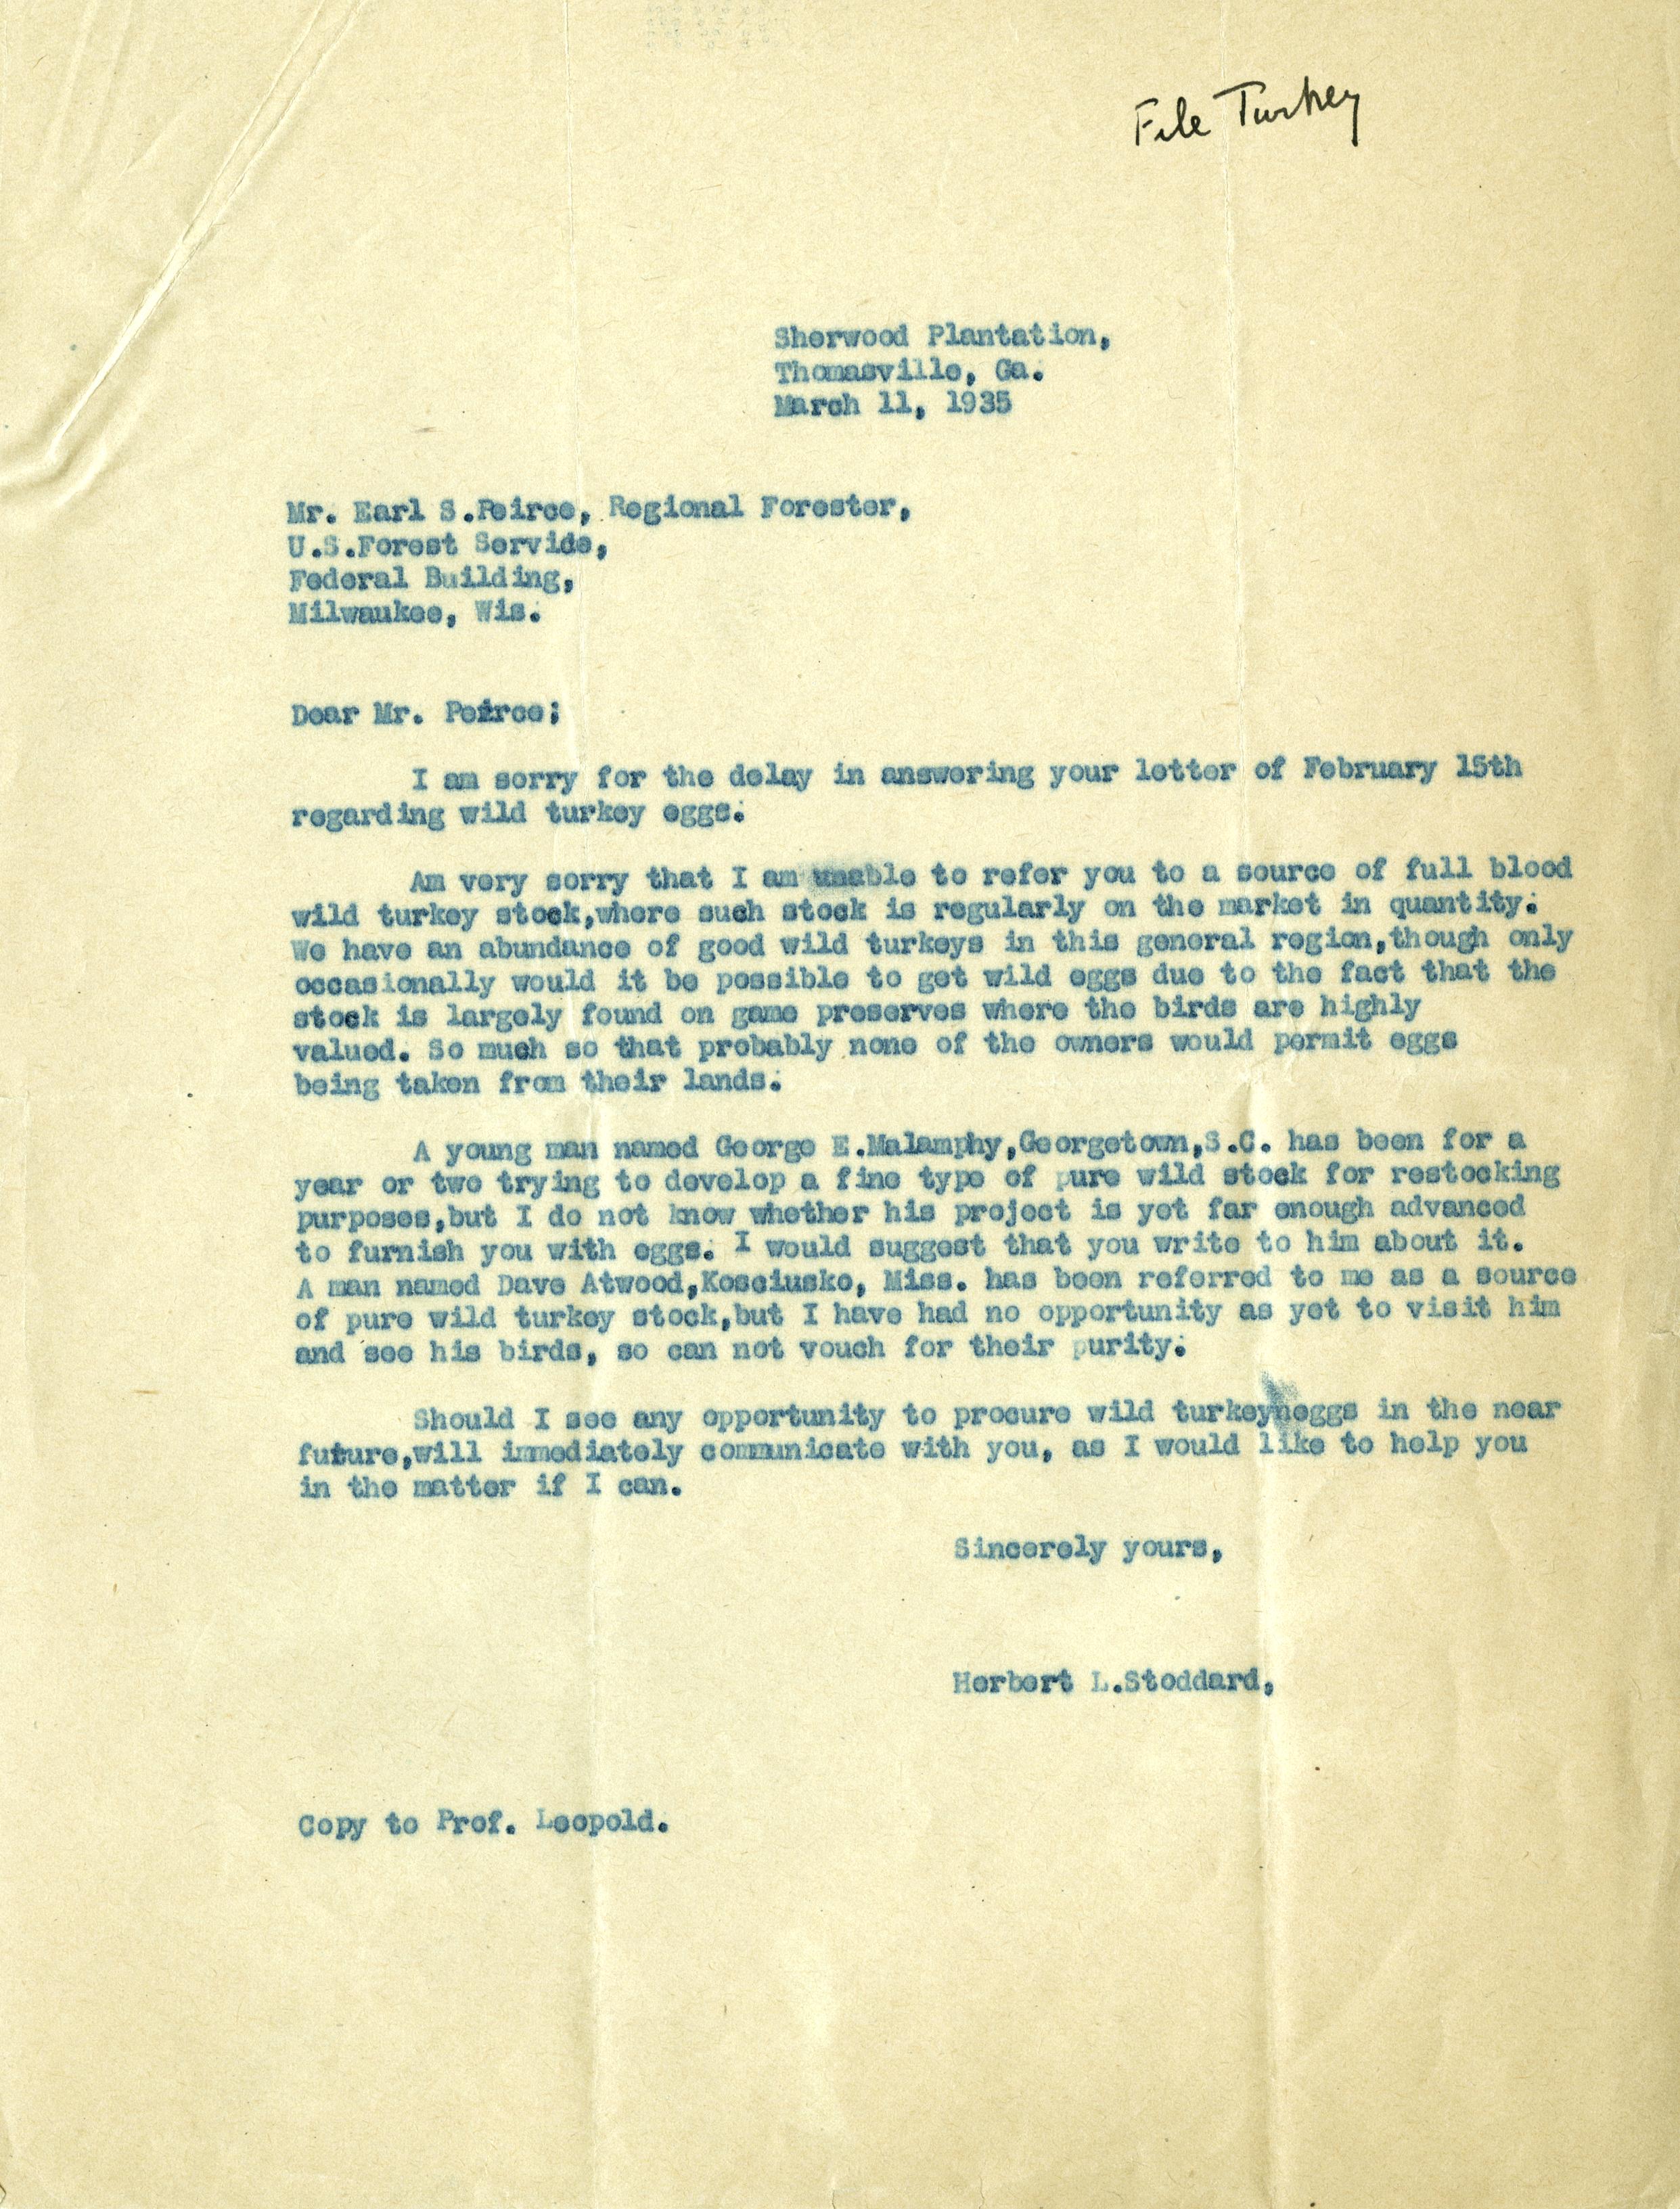 File Turkey
Sherwood Plantation,
Thomasville, Ga.
March 11, 1935
Mr. Earl S.Peirce, Regional Forester,
U.S.Forest Servide,
Federal Building,
Milwaukee, Wis.
Dear Mr. Peirce;
I am sorry for the delay in answering your letter of February 15th
regarding wild turkey eggs.
Am very sorry that I am unable to refer you to a source of full blood
wild turkey stock,where such stock is regularly on the market in quantity.
We have an abundance of good wild turkeys in this general region,though only
occasionally would it be possible to get wild eggs due to the fact that the
stock is largely found on game preserves where the birds are highly
valued. So much so that probably none of the owners would permit eggs
being taken from their lands.
A young man named George E.Malamphy,Georgetown,S.C. has been for a
year or two trying to develop a fine type of pure wild stock for restocking
purposes,but I do not know whether his project is yet far enough advanced
to furnish you with eggs. I would suggest that you write to him about it.
A man named Dave Atwood,Kosciusko, Miss. has been referred to me as a source
of pure wild turkey stock,but I have had no opportunity as yet to visit him
and see his birds, so can not vouch for their purity.
Should I see any opportunity to procure wild turkey eggs in the near
future,will immediately communicate with you, as I would like to help you
in the matter if I can.
Sincerely yours,
Herbert L.Stoddard,
Copy to Prof. Leopold.